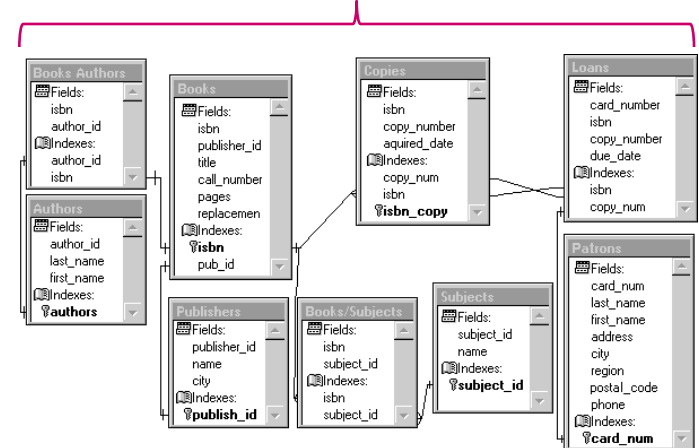 Books Authors
Fields:
isbn
author_id
Indexes:
author_id
isbn
Authors
Fields:
author_id
last_name
first_name
Indexes:
authors
Books
Fields:
isbn
publisher_id
title
call_number
pages
replacemen
Indexes:
isbn
pub_id
Publishers
Fields:
publisher_id
name
city
Indexes:
publish_id
Books/Subjects
Fields:
isbn
subject_id
Indexes:
isbn
subject_id
Copies
Fields:
isbn
copy_number
aquired_date
Indexes:
copy_num
isbn
isbn_copy
Subjects
Fields:
subject_id
name
Indexes:
subject_id
Loans
Fields:
card_number
isbn
copy_number
due_date
Indexes:
isbn
copy_num
Patrons
Fields:
card_num
last_name
first_name
address
city
region
postal_code
phone
Indexes:
card_num